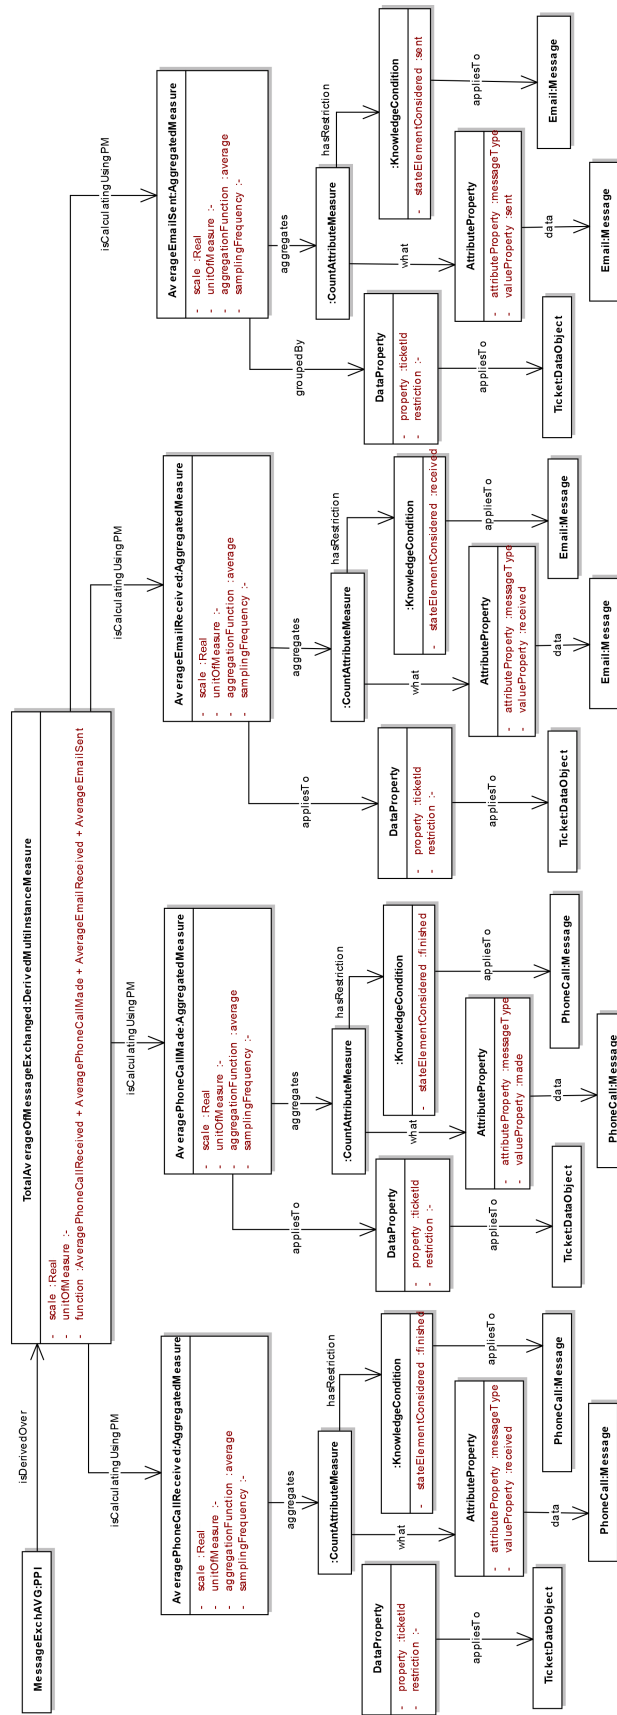 MessageExchAVG:PPI
isDerivedOver
TotalAverageOfMessageExchanged:DerivedMultiInstanceMeasure
- scale :Real
- unitOfMeasure :-
- function :AveragePhoneCallReceived + AveragePhoneCallMade + AverageEmailReceived + AverageEmailSent
isCalculatingUsingPM
isCalculatingUsingPM
isCalculatingUsingPM
isCalculatingUsingPM
AveragePhoneCallReceived:AggregatedMeasure
- scale :Real
- unitOfMeasure :-
- aggregationFunction :average
- samplingFrequency :-
aggregates
:CountAttributeMeasure
hasRestriction
what
:KnowledgeCondition
- stateElementConsidered :finished
appliesTo
PhoneCall:Message
AttributeProperty
- attributeProperty :messageType
- valueProperty :received
data
PhoneCall:Message
DataProperty
- property :ticketId
- restriction :-
appliesTo
Ticket:DataObject
AveragePhoneCallMade:AggregatedMeasure
- scale :Real
- unitOfMeasure :-
- aggregationFunction :average
- samplingFrequency :-
appliesTo
aggregates
:CountAttributeMeasure
hasRestriction
what
:KnowledgeCondition
- stateElementConsidered :finished
appliesTo
PhoneCall:Message
AttributeProperty
- attributeProperty :messageType
- valueProperty :made
data
PhoneCall:Message
DataProperty
- property :ticketId
- restriction :-
appliesTo
Ticket:DataObject
AverageEmailReceived:AggregatedMeasure
- scale :Real
- unitOfMeasure :-
- aggregationFunction :average
- samplingFrequency :-
appliesTo
aggregates
:CountAttributeMeasure
hasRestriction
what
:KnowledgeCondition
- stateElementConsidered :received
appliesTo
Email:Message
AttributeProperty
- attributeProperty :messageType
- valueProperty :received
data
Email:Message
DataProperty
- property :ticketId
- restriction :-
appliesTo
Ticket:DataObject
AverageEmailSent:AggregatedMeasure
- scale :Real
- unitOfMeasure :-
- aggregationFunction :average
- samplingFrequency :-
groupedBy
aggregates
:CountAttributeMeasure
hasRestriction
what
:KnowledgeCondition
- stateElementConsidered :sent
appliesTo
Email:Message
AttributeProperty
- attributeProperty :messageType
- valueProperty :sent
data
Email:Message
DataProperty
- property :ticketId
- restriction :-
appliesTo
Ticket:DataObject